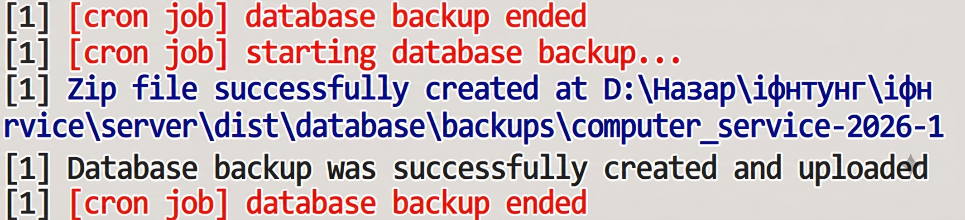 [1] [cron job] database backup ended
[1] [cron job] starting database backup...
[1] Zip file successfully created at D:\Назар\іфнтунг\іфн
rvice\server\dist\database\backups\computer_service-2026-1
[1] Database backup was successfully created and uploaded
[1] [cron job] database backup ended